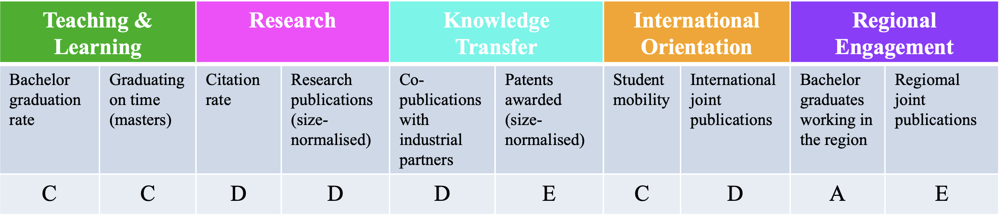 Teaching &
Learning
Research
Knowledge
Transfer
International
Orientation
Regional
Engagement
Bachelor
graduation
rate
Graduating
on time
(masters)
Citation
rate
Research
publications
(size-
normalised)
Co-
publications
with
industrial
partners
Patents
awarded
(size-
normalised)
Student
mobility
International
joint
publications
Bachelor
graduates
working in
the region
Regiomal
joint
publications
C
C
D
D
D
E
C
D
A
E